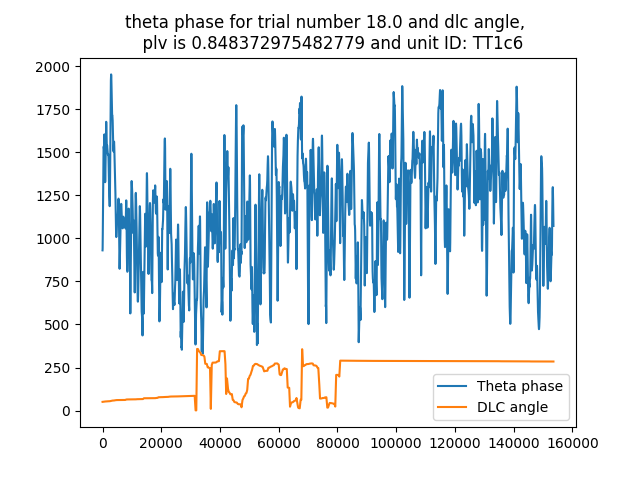 theta phase for trial number 18.0 and dlc angle,
plv is 0.848372975482779 and unit ID: TT1c6
2000
1750
1500
1250
1000
750
500
250
0
Theta phase
DLC angle
0 20000 40000 60000 80000 100000 120000 140000 160000